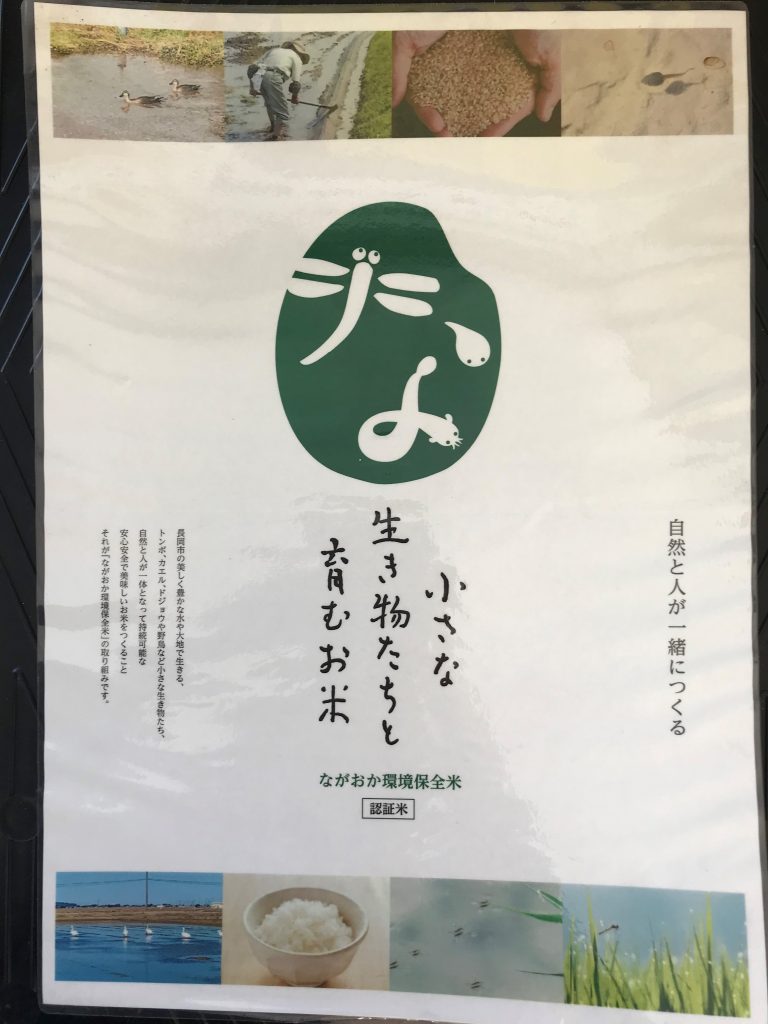 自然と人が一緒につくる
小さな
生き物たちと
育むお米
長岡市の美しく豊かな水や大地で生きる、
トンボ、カエル、ドジョウや野鳥など小さな生き物たち、
自然と人が一体となって持続可能な
安心安全で美味しいお米をつくること
それが『ながおか環境保全米』の取り組みです。
ながおか環境保全米
認証米